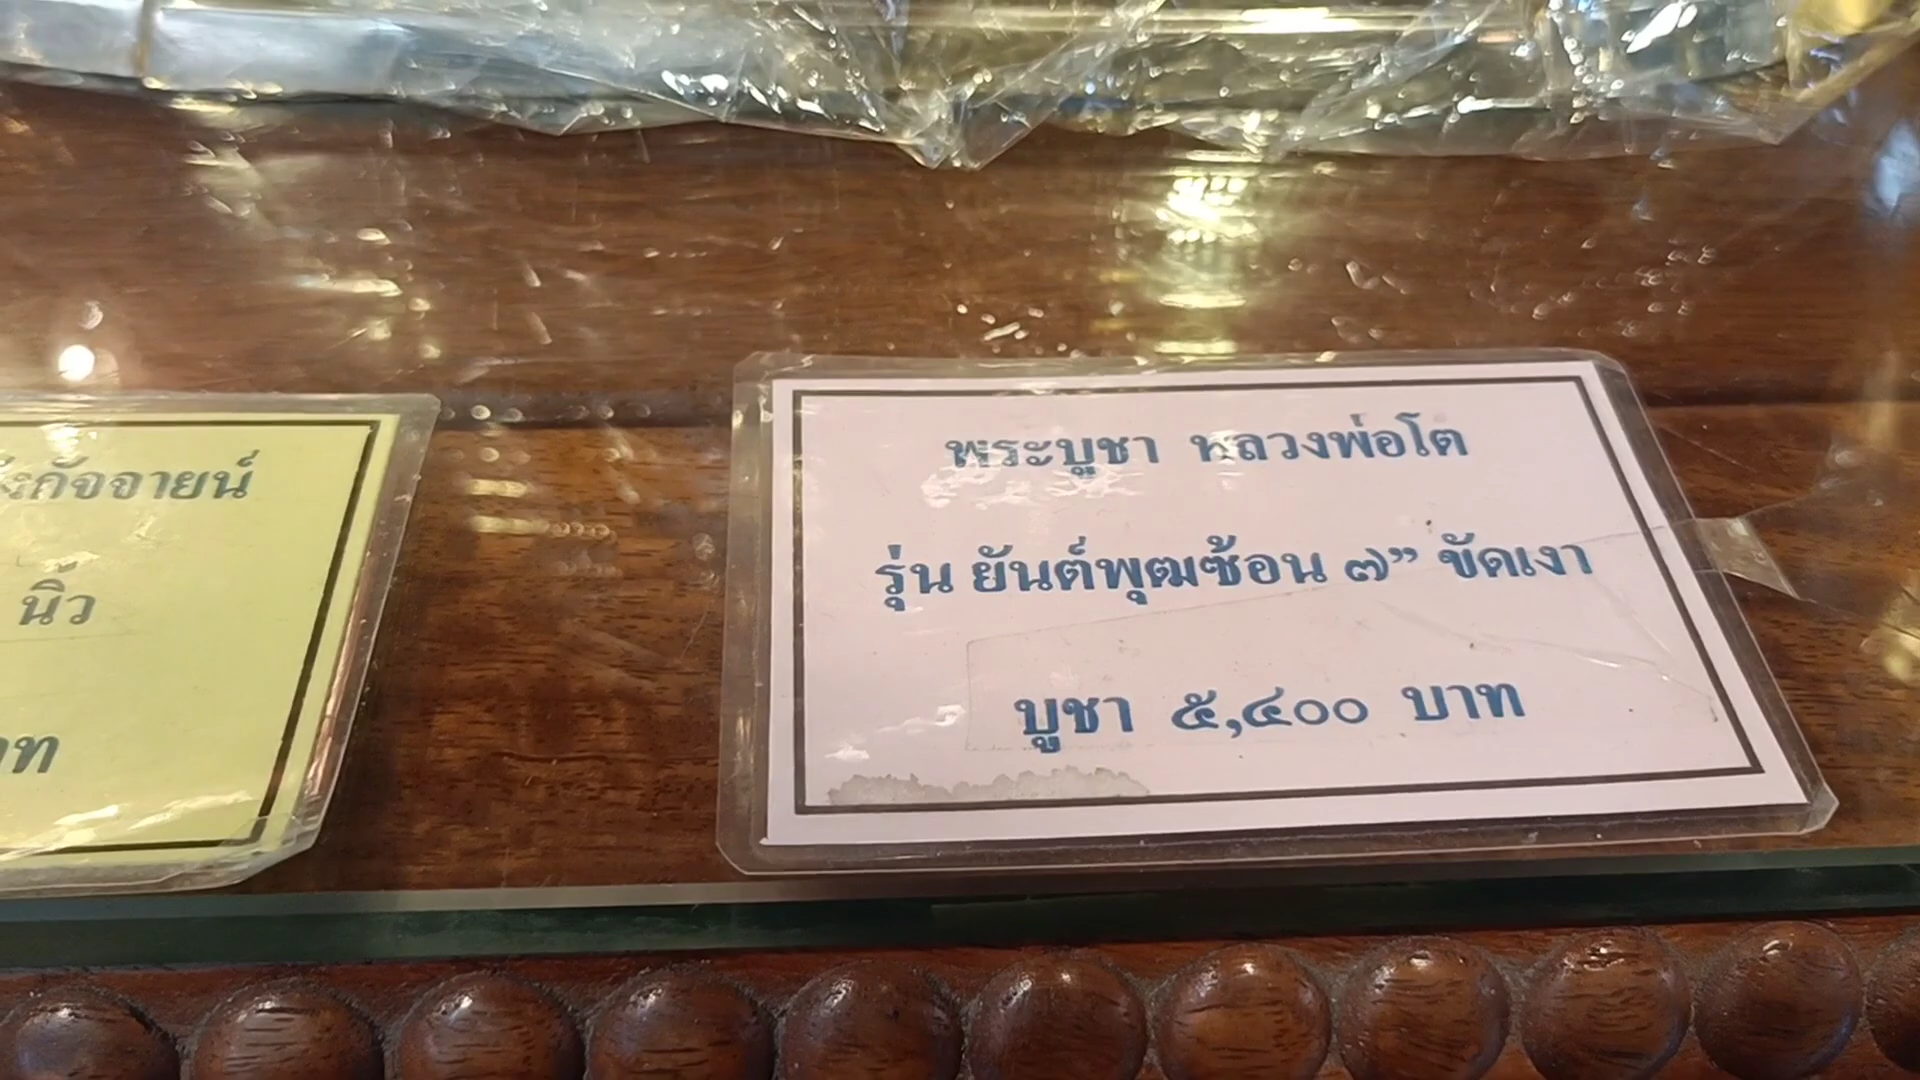 พระบูชา หลวงพ่อโต
รุ่น ยันต์พุฒซ้อน ๗” ขัดเงา
บูชา ๕,๔๐๐ บาท
นิ้ว